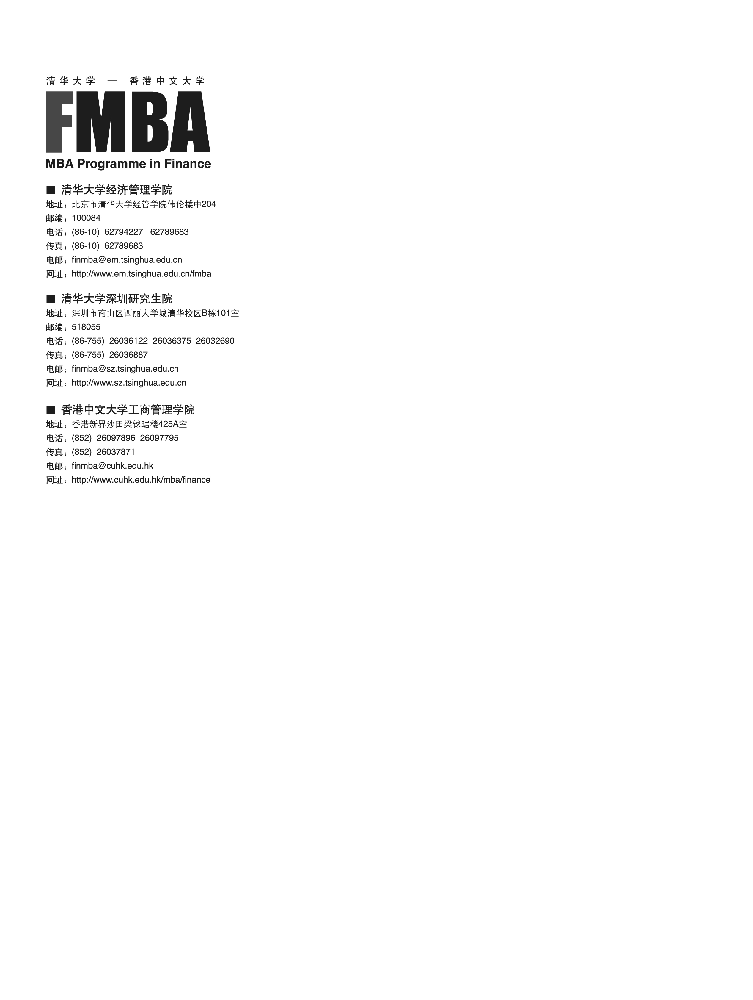 清华大学 — 香港中文大学
FMBA
MBA Programme in Finance
■ 清华大学经济管理学院
地址：北京市清华大学经管学院伟伦楼中204
邮编：100084
电话：(86-10) 62794227 62789683
传真：(86-10) 62789683
电邮：finmba@em.tsinghua.edu.cn
网址：http://www.em.tsinghua.edu.cn/fmba
■ 清华大学深圳研究生院
地址：深圳市南山区西丽大学城清华校区B栋101室
邮编：518055
电话：(86-755) 26036122 26036375 26032690
传真：(86-755) 26036887
电邮：finmba@sz.tsinghua.edu.cn
网址：http://www.sz.tsinghua.edu.cn
■ 香港中文大学工商管理学院
地址：香港新界沙田梁銶琚楼425A室
电话：(852) 26097896 26097795
传真：(852) 26037871
电邮：finmba@cuhk.edu.hk
网址：http://www.cuhk.edu.hk/mba/finance